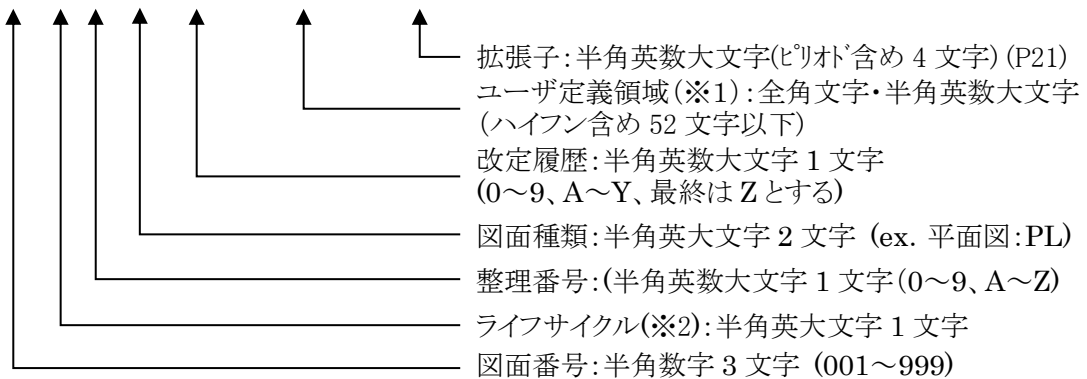 拡張子:半角英数大文字(ﾋﾟﾘｵﾄﾞ含め 4 文字) (P21)
ユーザ定義領域(※1):全角文字・半角英数大文字
(ハイフン含め 52 文字以下)
改定履歴:半角英数大文字 1 文字
(0～9、A～Y、最終は Z とする)
図面種類:半角英大文字 2 文字 (ex. 平面図:PL)
整理番号:(半角英数大文字 1 文字(0～9、A～Z)
ライフサイクル(※2):半角英大文字 1 文字
図面番号:半角数字 3 文字 (001～999)